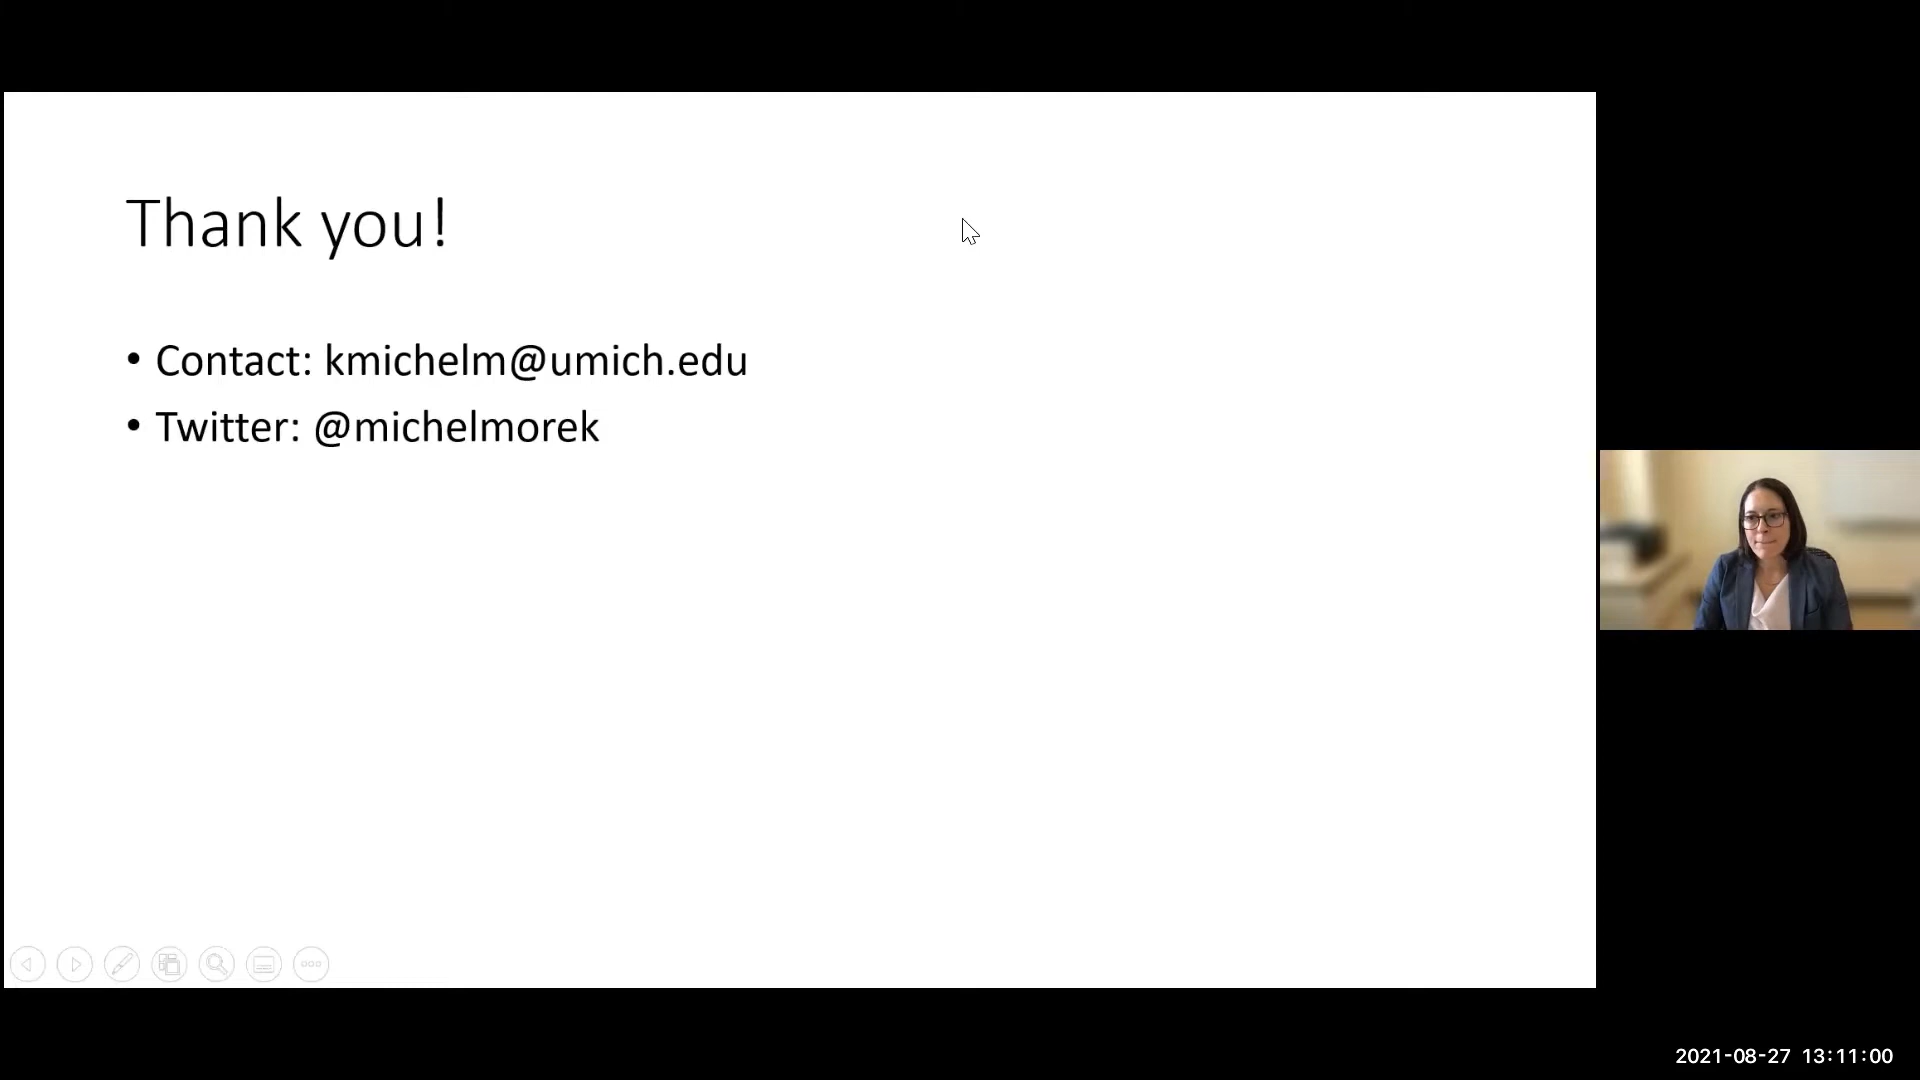 Thank you!
• Contact: kmichelm@umich.edu
• Twitter: @michelmorek
2021-08-27 13:11:00